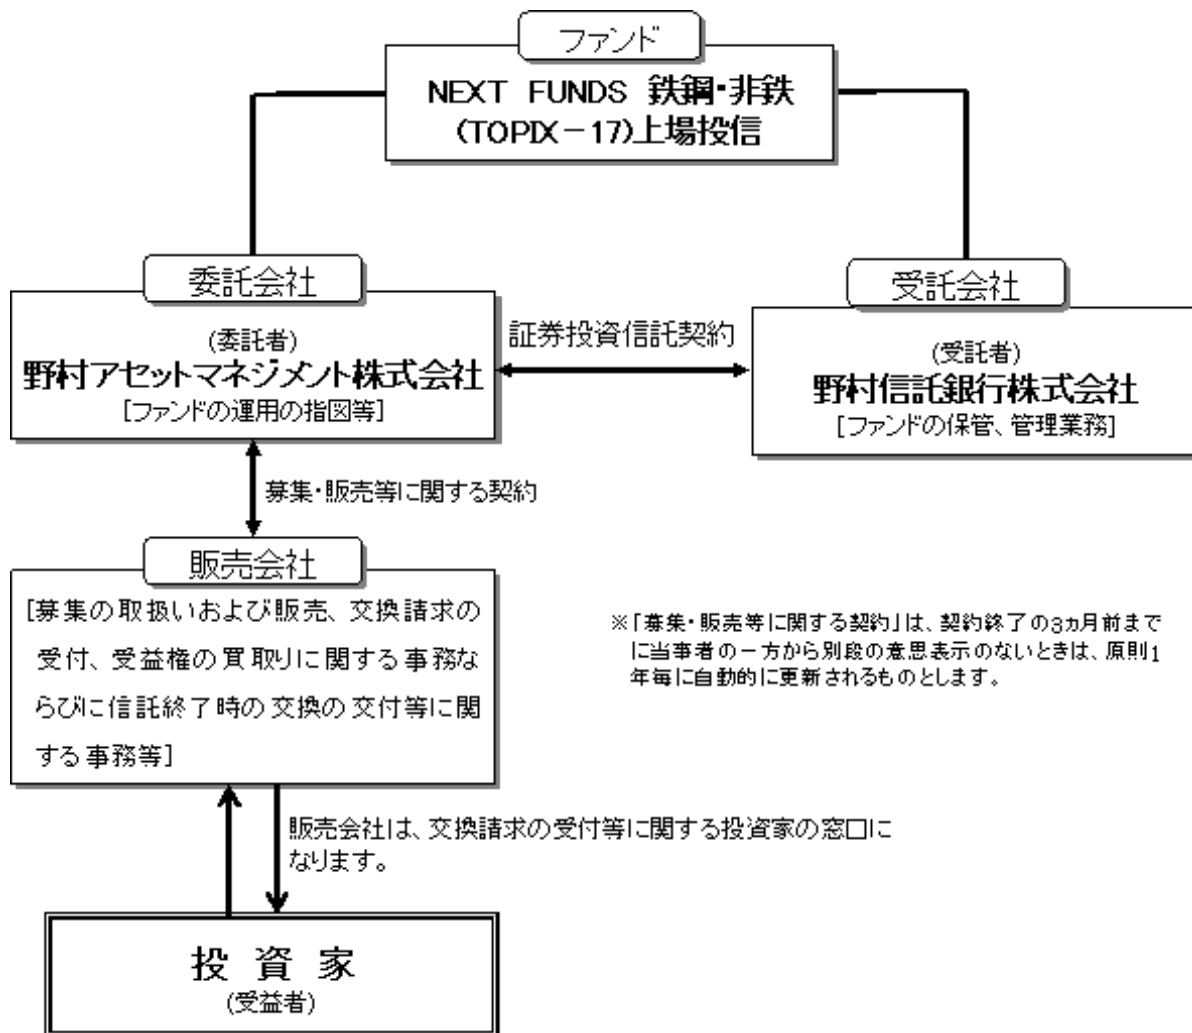 ファンド
NEXT FUNDS 鉄鋼・非鉄
(TOPIX－17)上場投信
委託会社
(委託者)
野村アセットマネジメント株式会社
[ファンドの運用の指図等]
証券投資信託契約
受託会社
(受託者)
野村信託銀行株式会社
[ファンドの保管、管理業務]
募集・販売等に関する契約
販売会社
[募集の取扱いおよび販売、交換請求の
受付、受益権の買取りに関する事務な
らびに信託終了時の交換の交付等に関
する事務等]
※「募集・販売等に関する契約」は、契約終了の3ヵ月前まで
に当事者の一方から別段の意思表示のないときは、原則1
年毎に自動的に更新されるものとします。
販売会社は、交換請求の受付等に関する投資家の窓口に
なります。
投 資 家
(受益者)